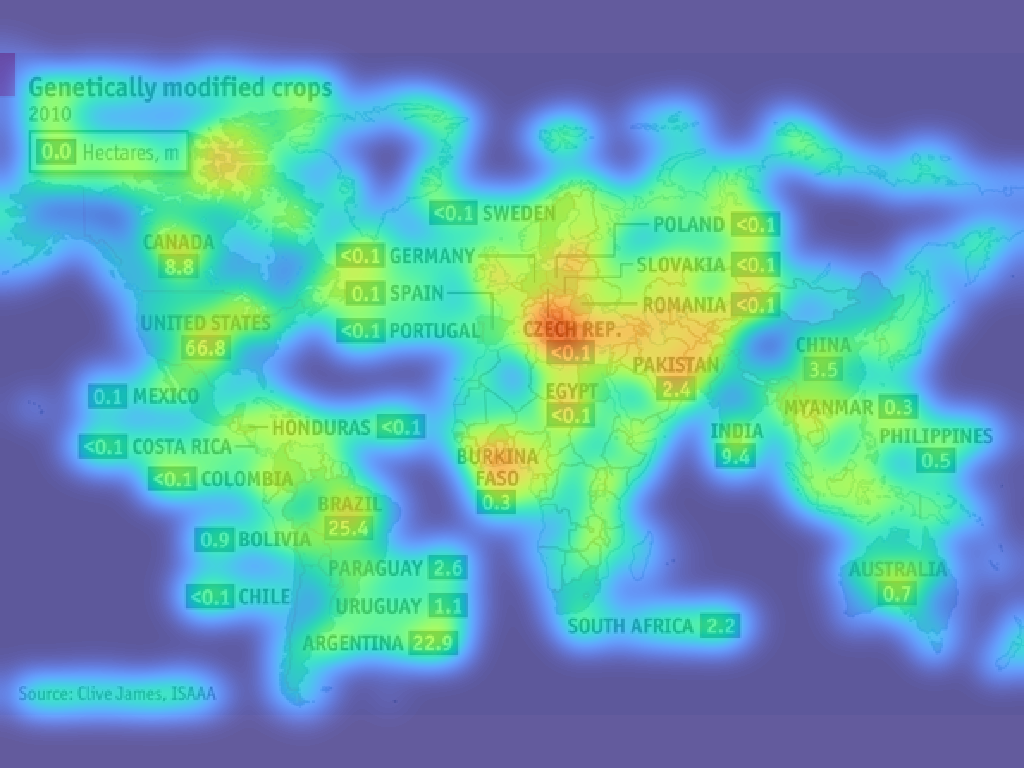 Genetically modified crops
2010
0.0 Hectares, m
<0.1 SWEDEN
POLAND <0.1
CANADA
8.8
<0.1 GERMANY
SLOVAKIA <0.1
0.1 SPAIN
ROMANIA <0.1
UNITED STATES
66.8
<0.1 PORTUGAL
CZECH REP.
<0.1
CHINA
3.5
PAKISTAN
2.4
0.1 MEXICO
EGYPT
<0.1
MYANMAR 0.3
HONDURAS <0.1
INDIA
9.4
PHILIPPINES
0.5
<0.1 COSTA RICA
BURKINA
FASO
0.3
<0.1 COLOMBIA
BRAZIL
25.4
0.9 BOLIVIA
PARAGUAY 2.6
AUSTRALIA
0.7
<0.1 CHILE
URUGUAY 1.1
SOUTH AFRICA 2.2
ARGENTINA 22.9
Source: Clive James, ISAAA